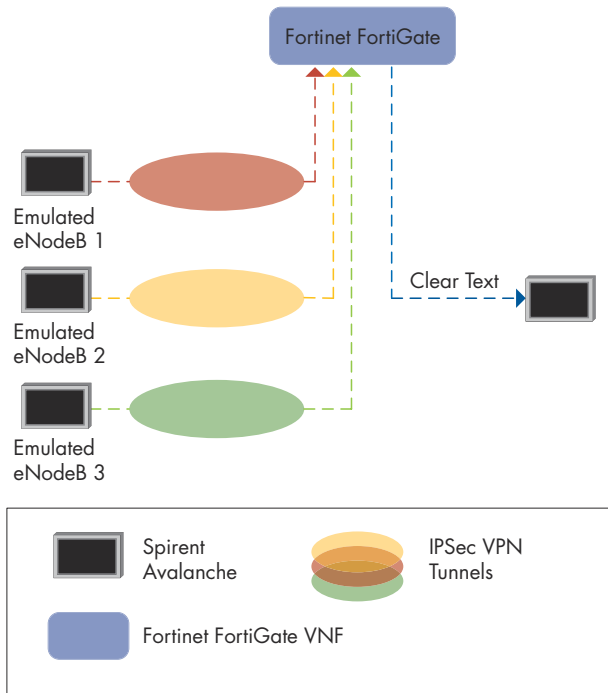 Fortinet FortiGate
Emulated
eNodeB 1
Clear Text
Emulated
eNodeB 2
Emulated
eNodeB 3
Spirent
Avalanche
IPSec VPN
Tunnels
Fortinet FortiGate VNF